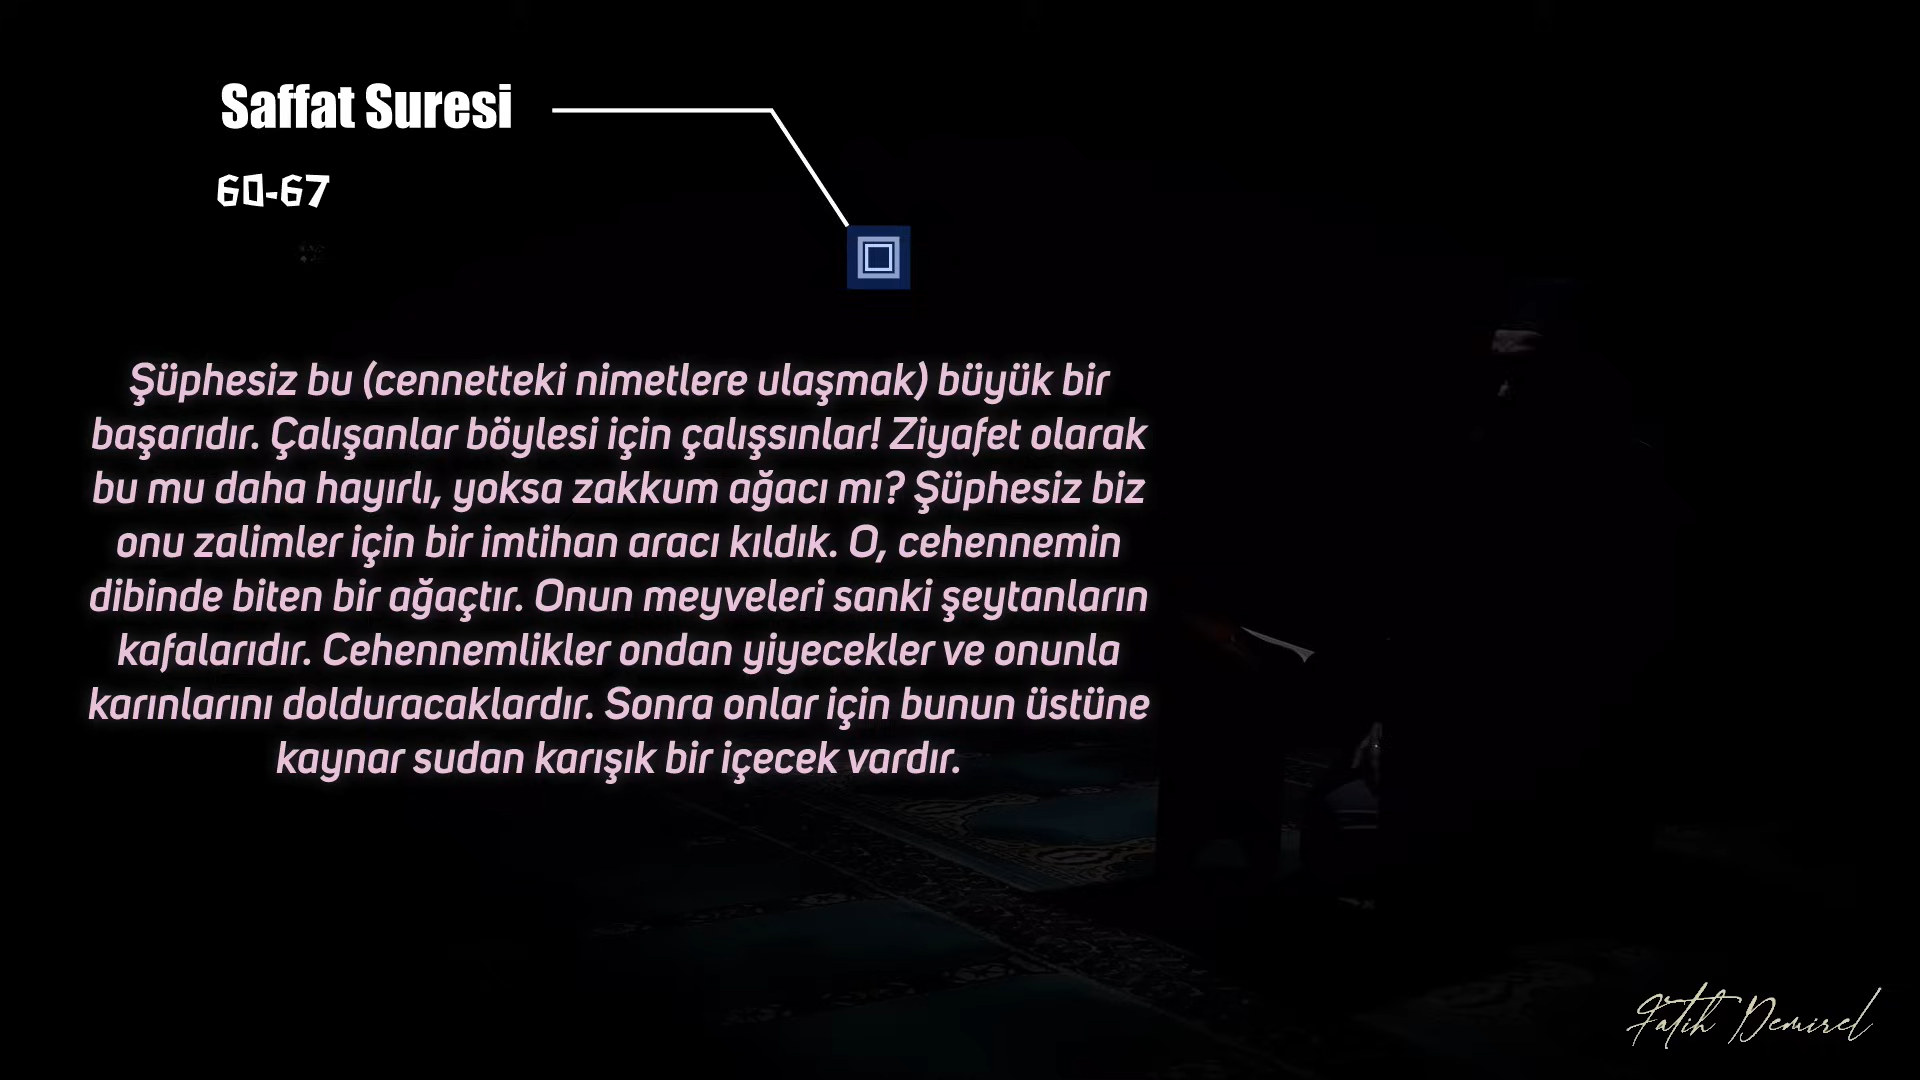 Saffat Suresi
60-67
Şüphesiz bu (cennetteki nimetlere ulaşmak) büyük bir
başarıdır. Çalışanlar böylesi için çalışsınlar! Ziyafet olarak
bu mu daha hayırlı, yoksa zakkum ağacı mı? Şüphesiz biz
onu zalimler için bir imtihan aracı kıldık. O, cehennemin
dibinde biten bir ağaçtır. Onun meyveleri sanki şeytanların
kafalarıdır. Cehennemlikler ondan yiyecekler ve onunla
karınlarını dolduracaklardır. Sonra onlar için bunun üstüne
kaynar sudan karışık bir içecek vardır.
Fatih Demirel